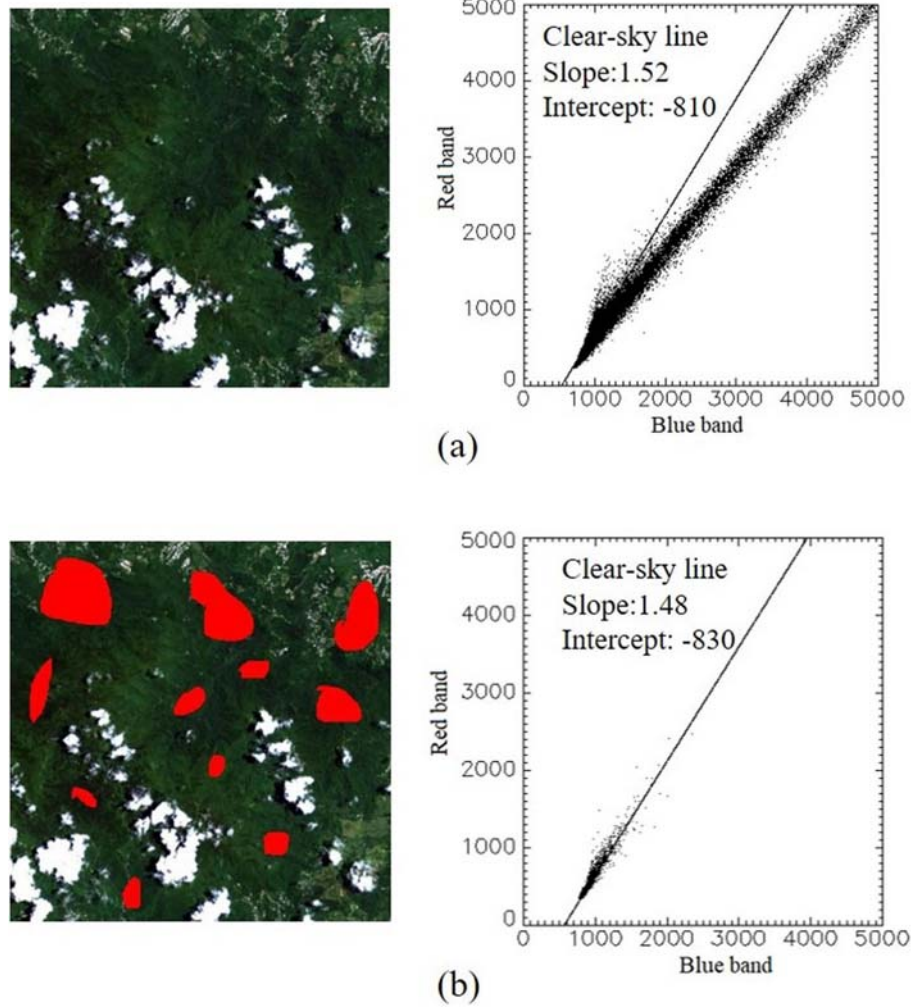 5000
4000
3000
2000
1000
0
Red band
Clear-sky line
Slope:1.52
Intercept: -810
0 1000 2000 3000 4000 5000
Blue band
(a)
5000
4000
3000
2000
1000
0
Red band
Clear-sky line
Slope:1.48
Intercept: -830
0 1000 2000 3000 4000 5000
Blue band
(b)